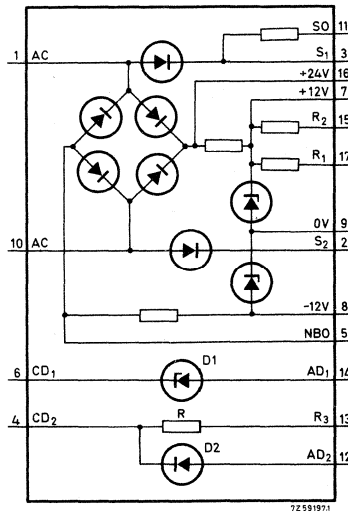 SO 11
1 AC S1 3
+24V 16
+12V 7
R2 15
R1 17
0V 9
10 AC S2 2
-12V 8
NBO 5
D1
6 CD1 AD1 14
R
4 CD2 R3 13
D2
AD2 12
7Z59197.1